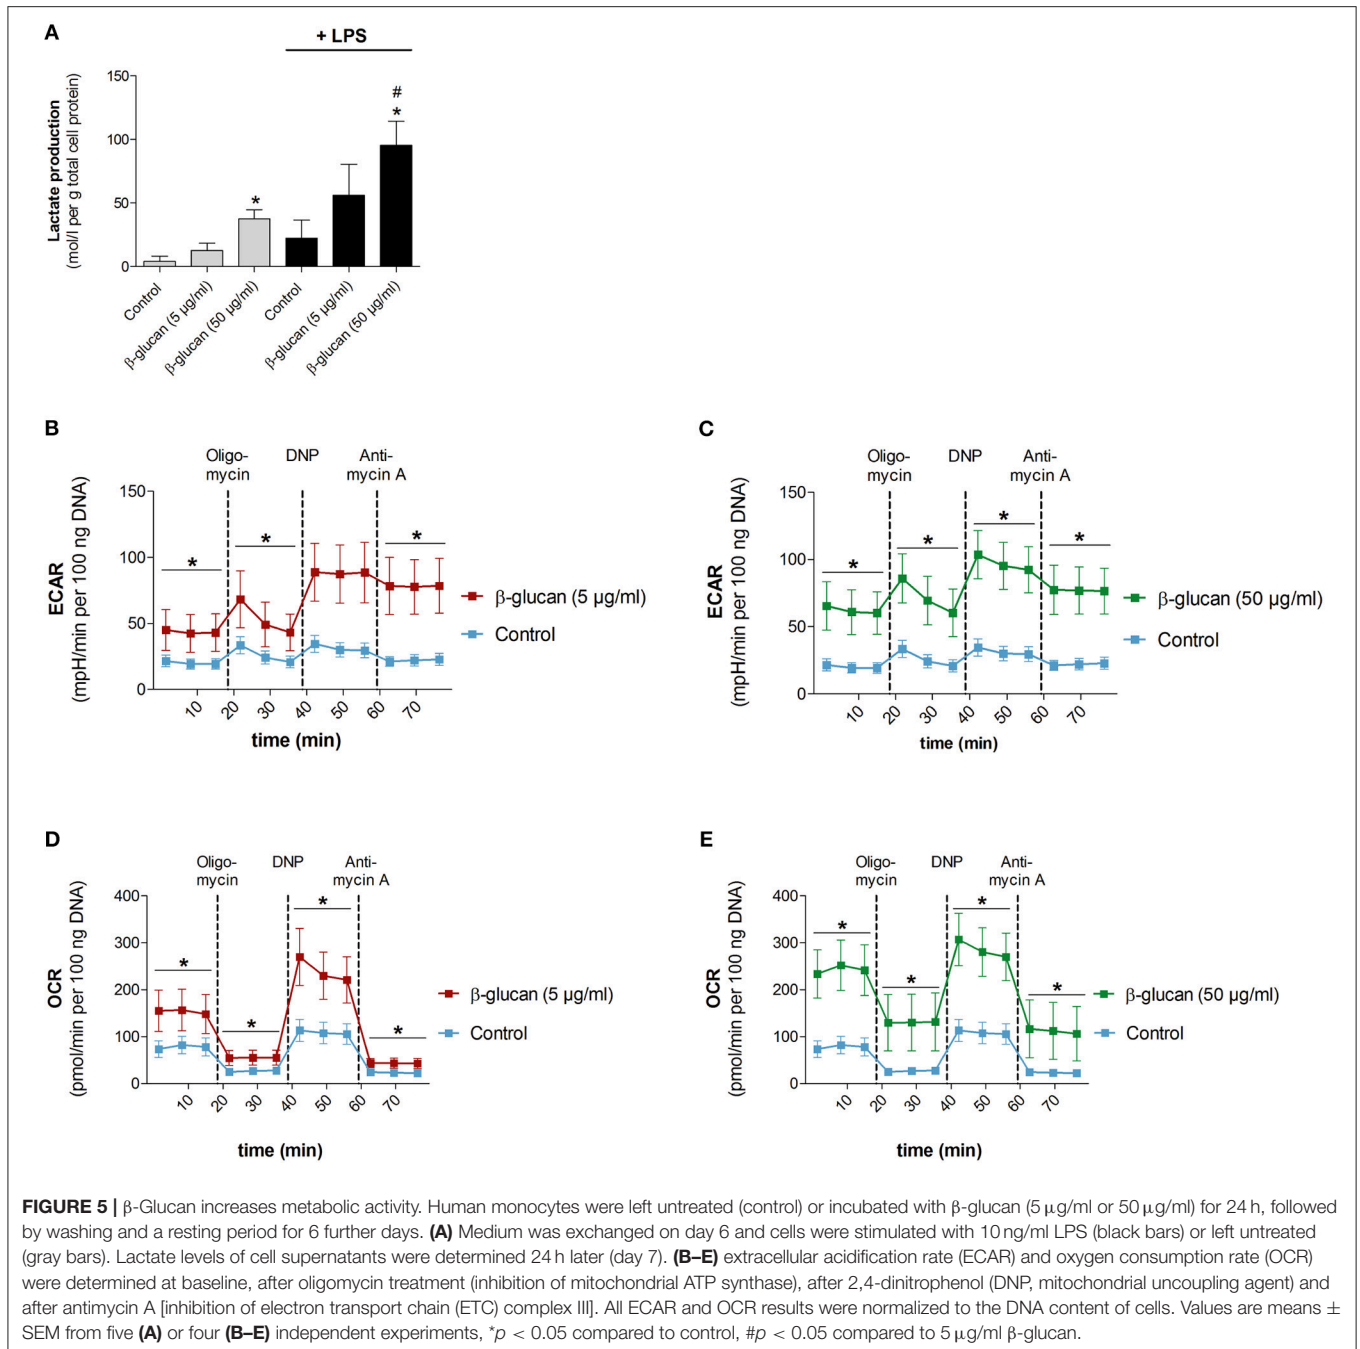 A
+ LPS
Lactate production
(mol/l per g total cell protein)
150
100
50
0
*
#
*
Control
β-glucan (5 µg/ml)
β-glucan (50 µg/ml)
Control
β-glucan (5 µg/ml)
β-glucan (50 µg/ml)
B
Oligo-
mycin
DNP
Anti-
mycin A
ECAR
(mpH/min per 100 ng DNA)
150
100
50
0
*
*
*
β-glucan (5 µg/ml)
Control
10
20
30
40
50
60
70
time (min)
C
Oligo-
mycin
DNP
Anti-
mycin A
ECAR
(mpH/min per 100 ng DNA)
150
100
50
0
*
*
*
*
β-glucan (50 µg/ml)
Control
10
20
30
40
50
60
70
time (min)
D
Oligo-
mycin
DNP
Anti-
mycin A
OCR
(pmol/min per 100 ng DNA)
400
300
200
100
0
*
*
*
*
β-glucan (5 µg/ml)
Control
10
20
30
40
50
60
70
time (min)
E
Oligo-
mycin
DNP
Anti-
mycin A
OCR
(pmol/min per 100 ng DNA)
400
300
200
100
0
*
*
*
*
β-glucan (50 µg/ml)
Control
10
20
30
40
50
60
70
time (min)
FIGURE 5 | β-Glucan increases metabolic activity. Human monocytes were left untreated (control) or incubated with β-glucan (5 µg/ml or 50 µg/ml) for 24 h, followed
by washing and a resting period for 6 further days. (A) Medium was exchanged on day 6 and cells were stimulated with 10 ng/ml LPS (black bars) or left untreated
(gray bars). Lactate levels of cell supernatants were determined 24 h later (day 7). (B–E) extracellular acidification rate (ECAR) and oxygen consumption rate (OCR)
were determined at baseline, after oligomycin treatment (inhibition of mitochondrial ATP synthase), after 2,4-dinitrophenol (DNP, mitochondrial uncoupling agent) and
after antimycin A [inhibition of electron transport chain (ETC) complex III]. All ECAR and OCR results were normalized to the DNA content of cells. Values are means ±
SEM from five (A) or four (B–E) independent experiments, *p < 0.05 compared to control, #p < 0.05 compared to 5 µg/ml β-glucan.